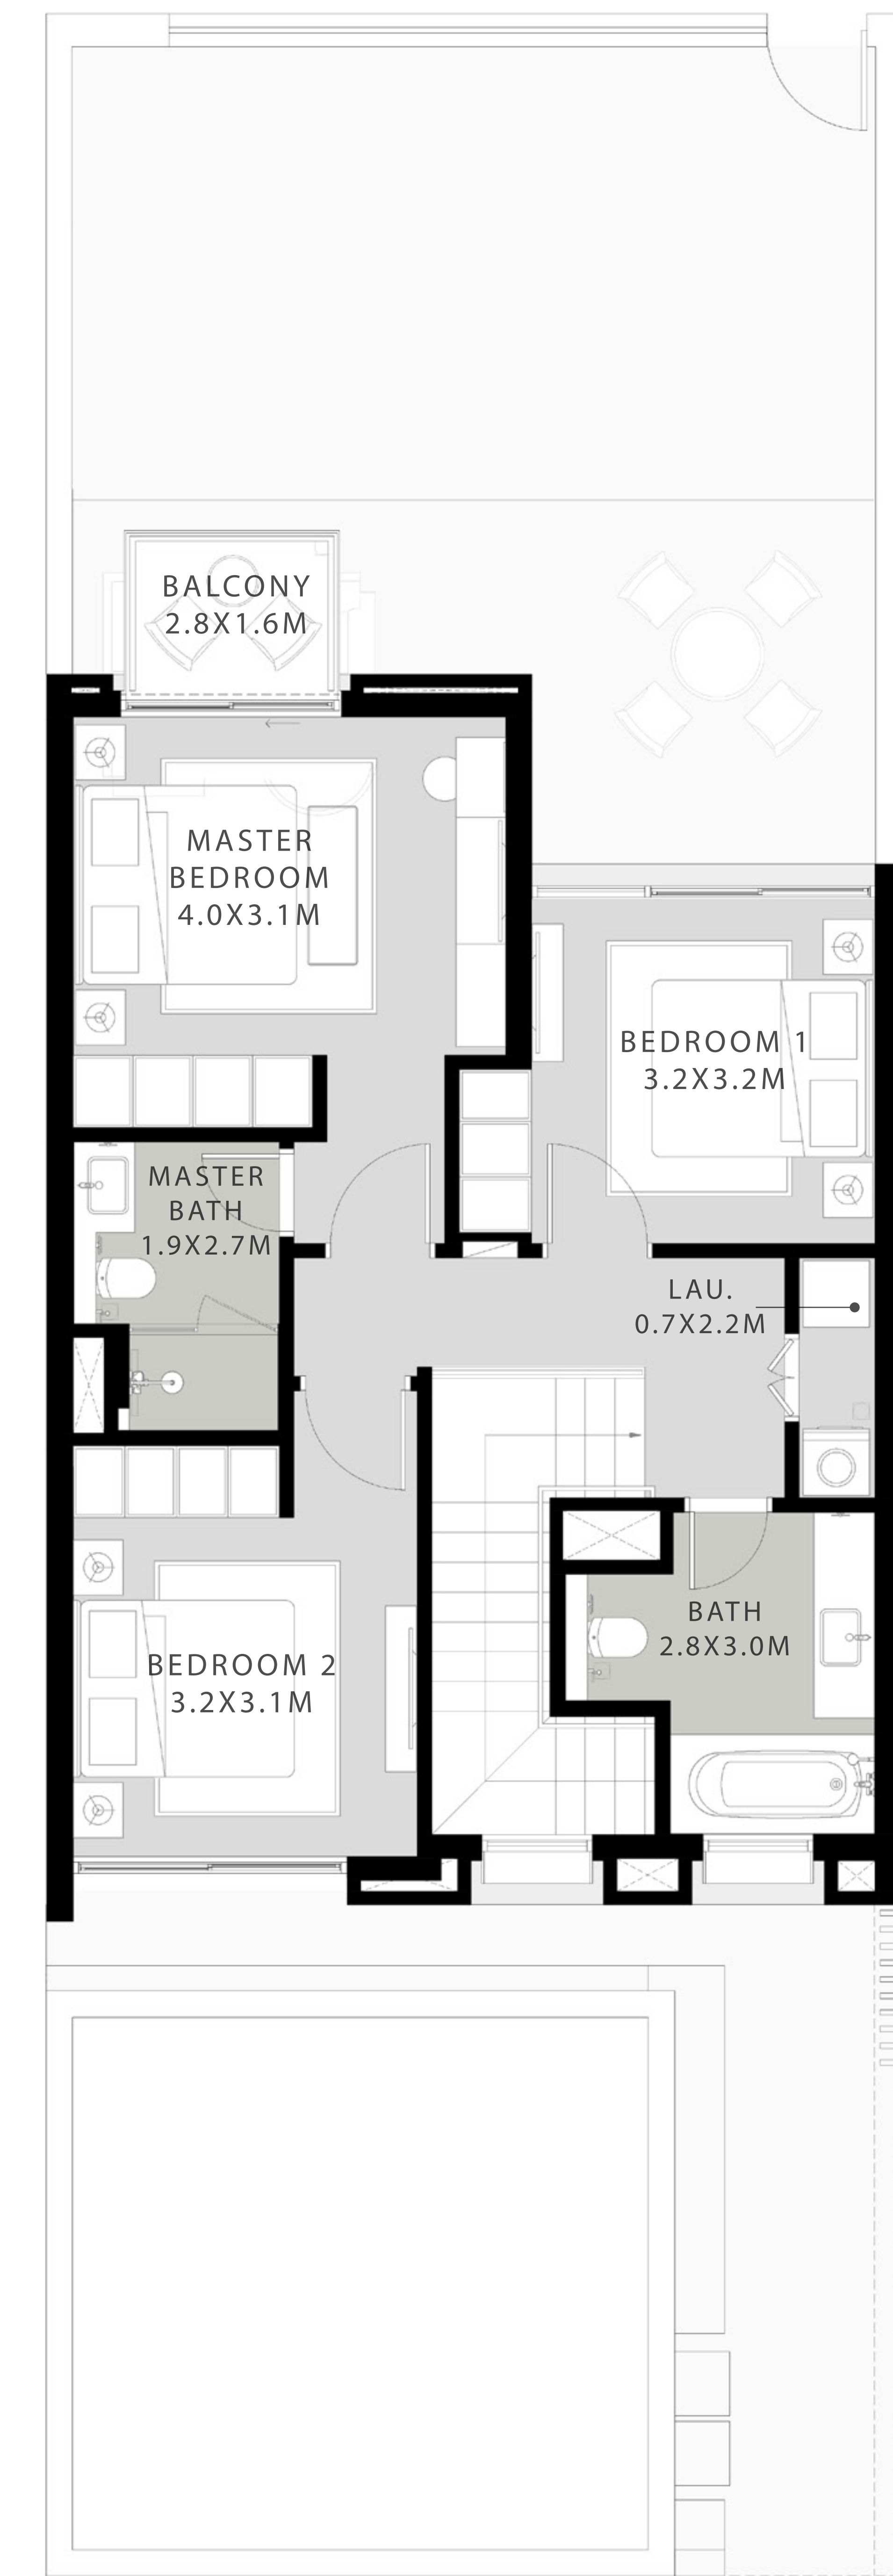 BALCONY
2.8X1.6M
MASTER
BEDROOM
4.0X3.1M
BEDROOM 1
3.2X3.2M
MASTER
BATH
1.9X2.7M
LAU.
0.7X2.2M
BATH
2.8X3.0M
BEDROOM 2
3.2X3.1M